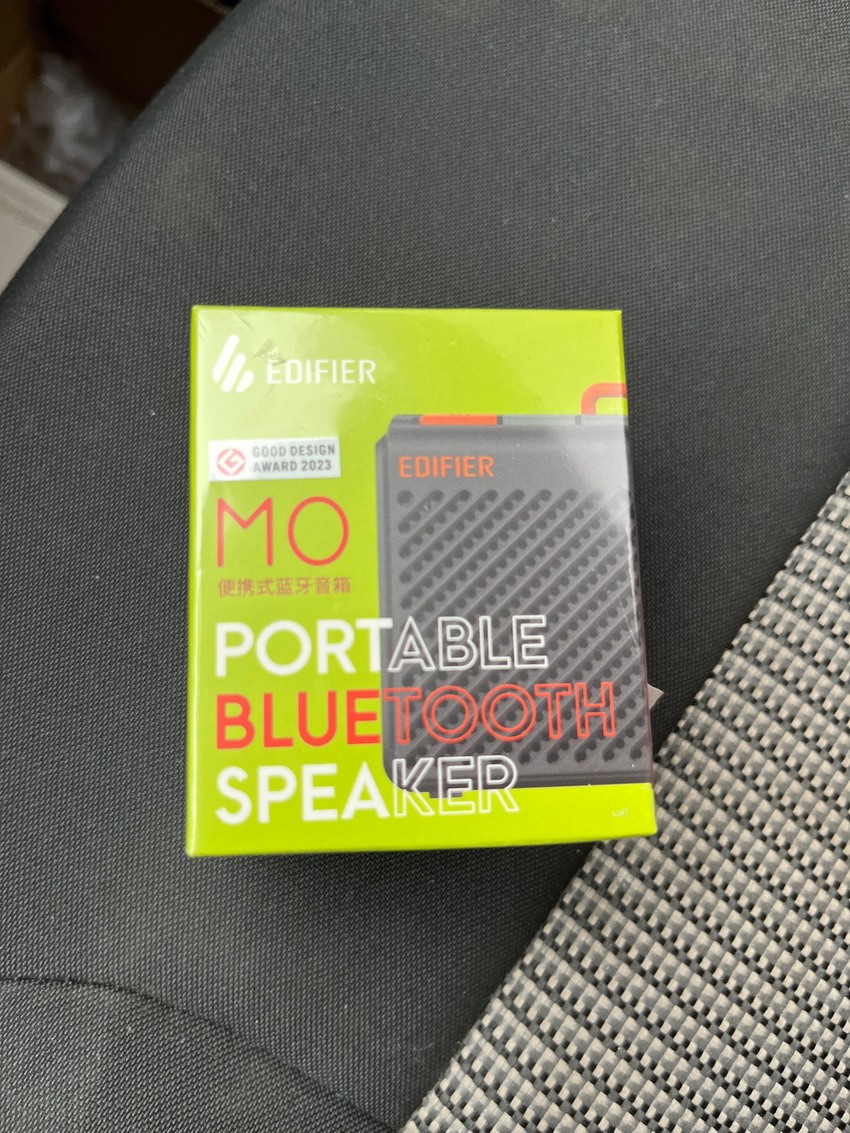 EDIFIER
EDIFIER
GOOD DESIGN
AWARD 2023
MO
便携式蓝牙音箱
PORTABLE
BLUETOOTH
SPEAKER